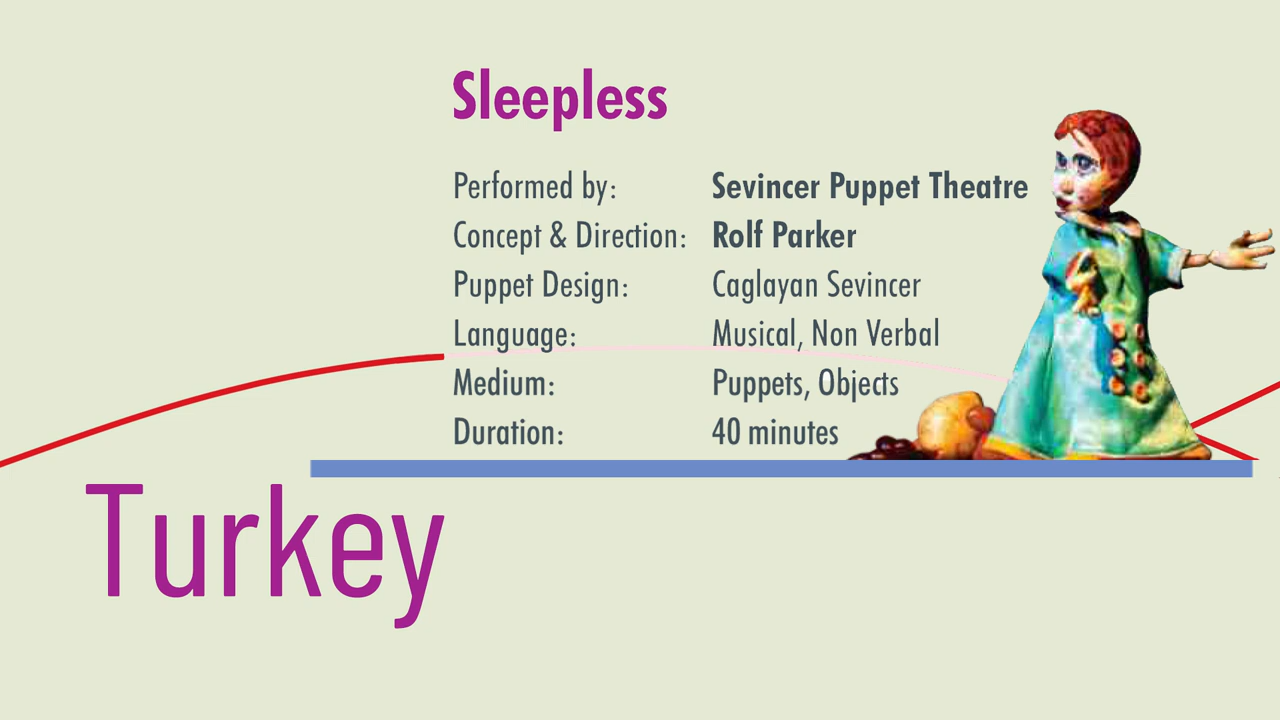 Sleepless
Performed by: Sevincer Puppet Theatre
Concept & Direction: Rolf Parker
Puppet Design: Caglayan Sevincer
Language: Musical, Non Verbal
Medium: Puppets, Objects
Duration: 40 minutes
Turkey